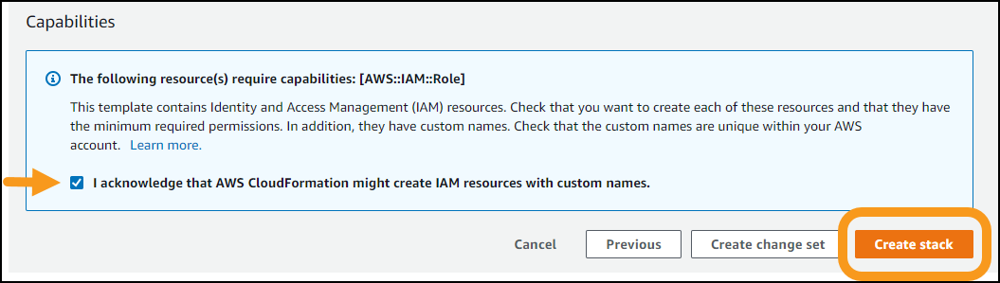 Capabilities
The following resource(s) require capabilities: [AWS::IAM::Role]
This template contains Identity and Access Management (IAM) resources. Check that you want to create each of these resources and that they have
the minimum required permissions. In addition, they have custom names. Check that the custom names are unique within your AWS
account. Learn more.
I acknowledge that AWS CloudFormation might create IAM resources with custom names.
Cancel Previous Create change set Create stack